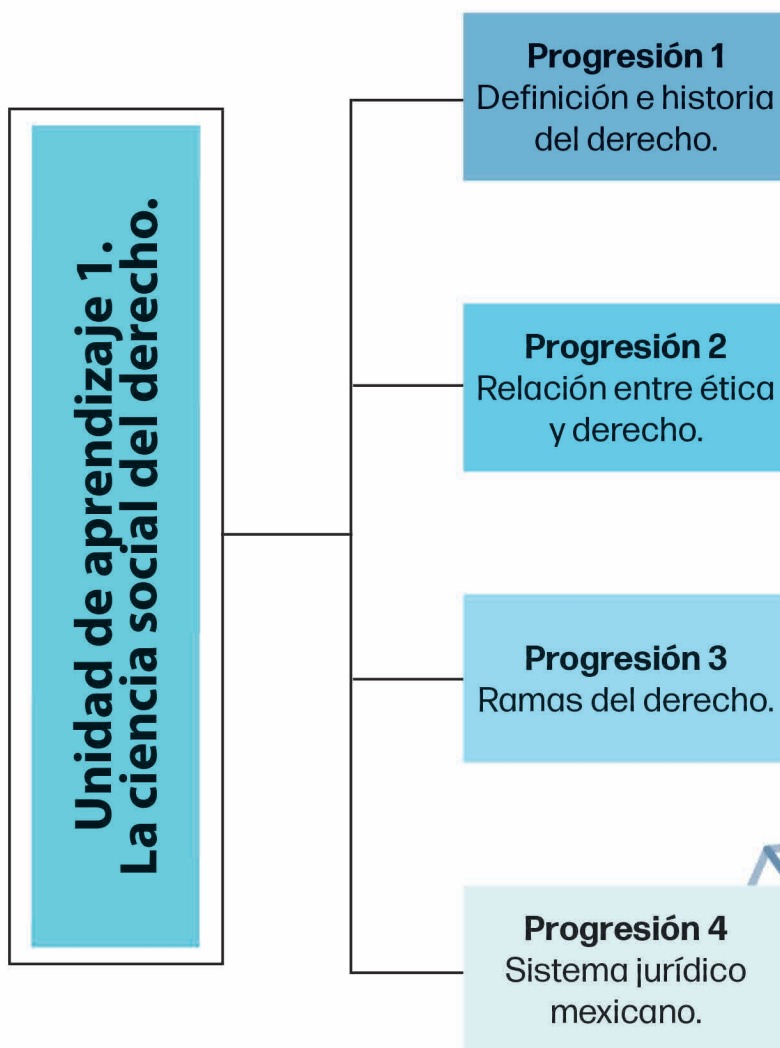 Unidad de aprendizaje 1.
La ciencia social del derecho.
Progresión 1
Definición e historia
del derecho.
Progresión 2
Relación entre ética
y derecho.
Progresión 3
Ramas del derecho.
Progresión 4
Sistema jurídico
mexicano.